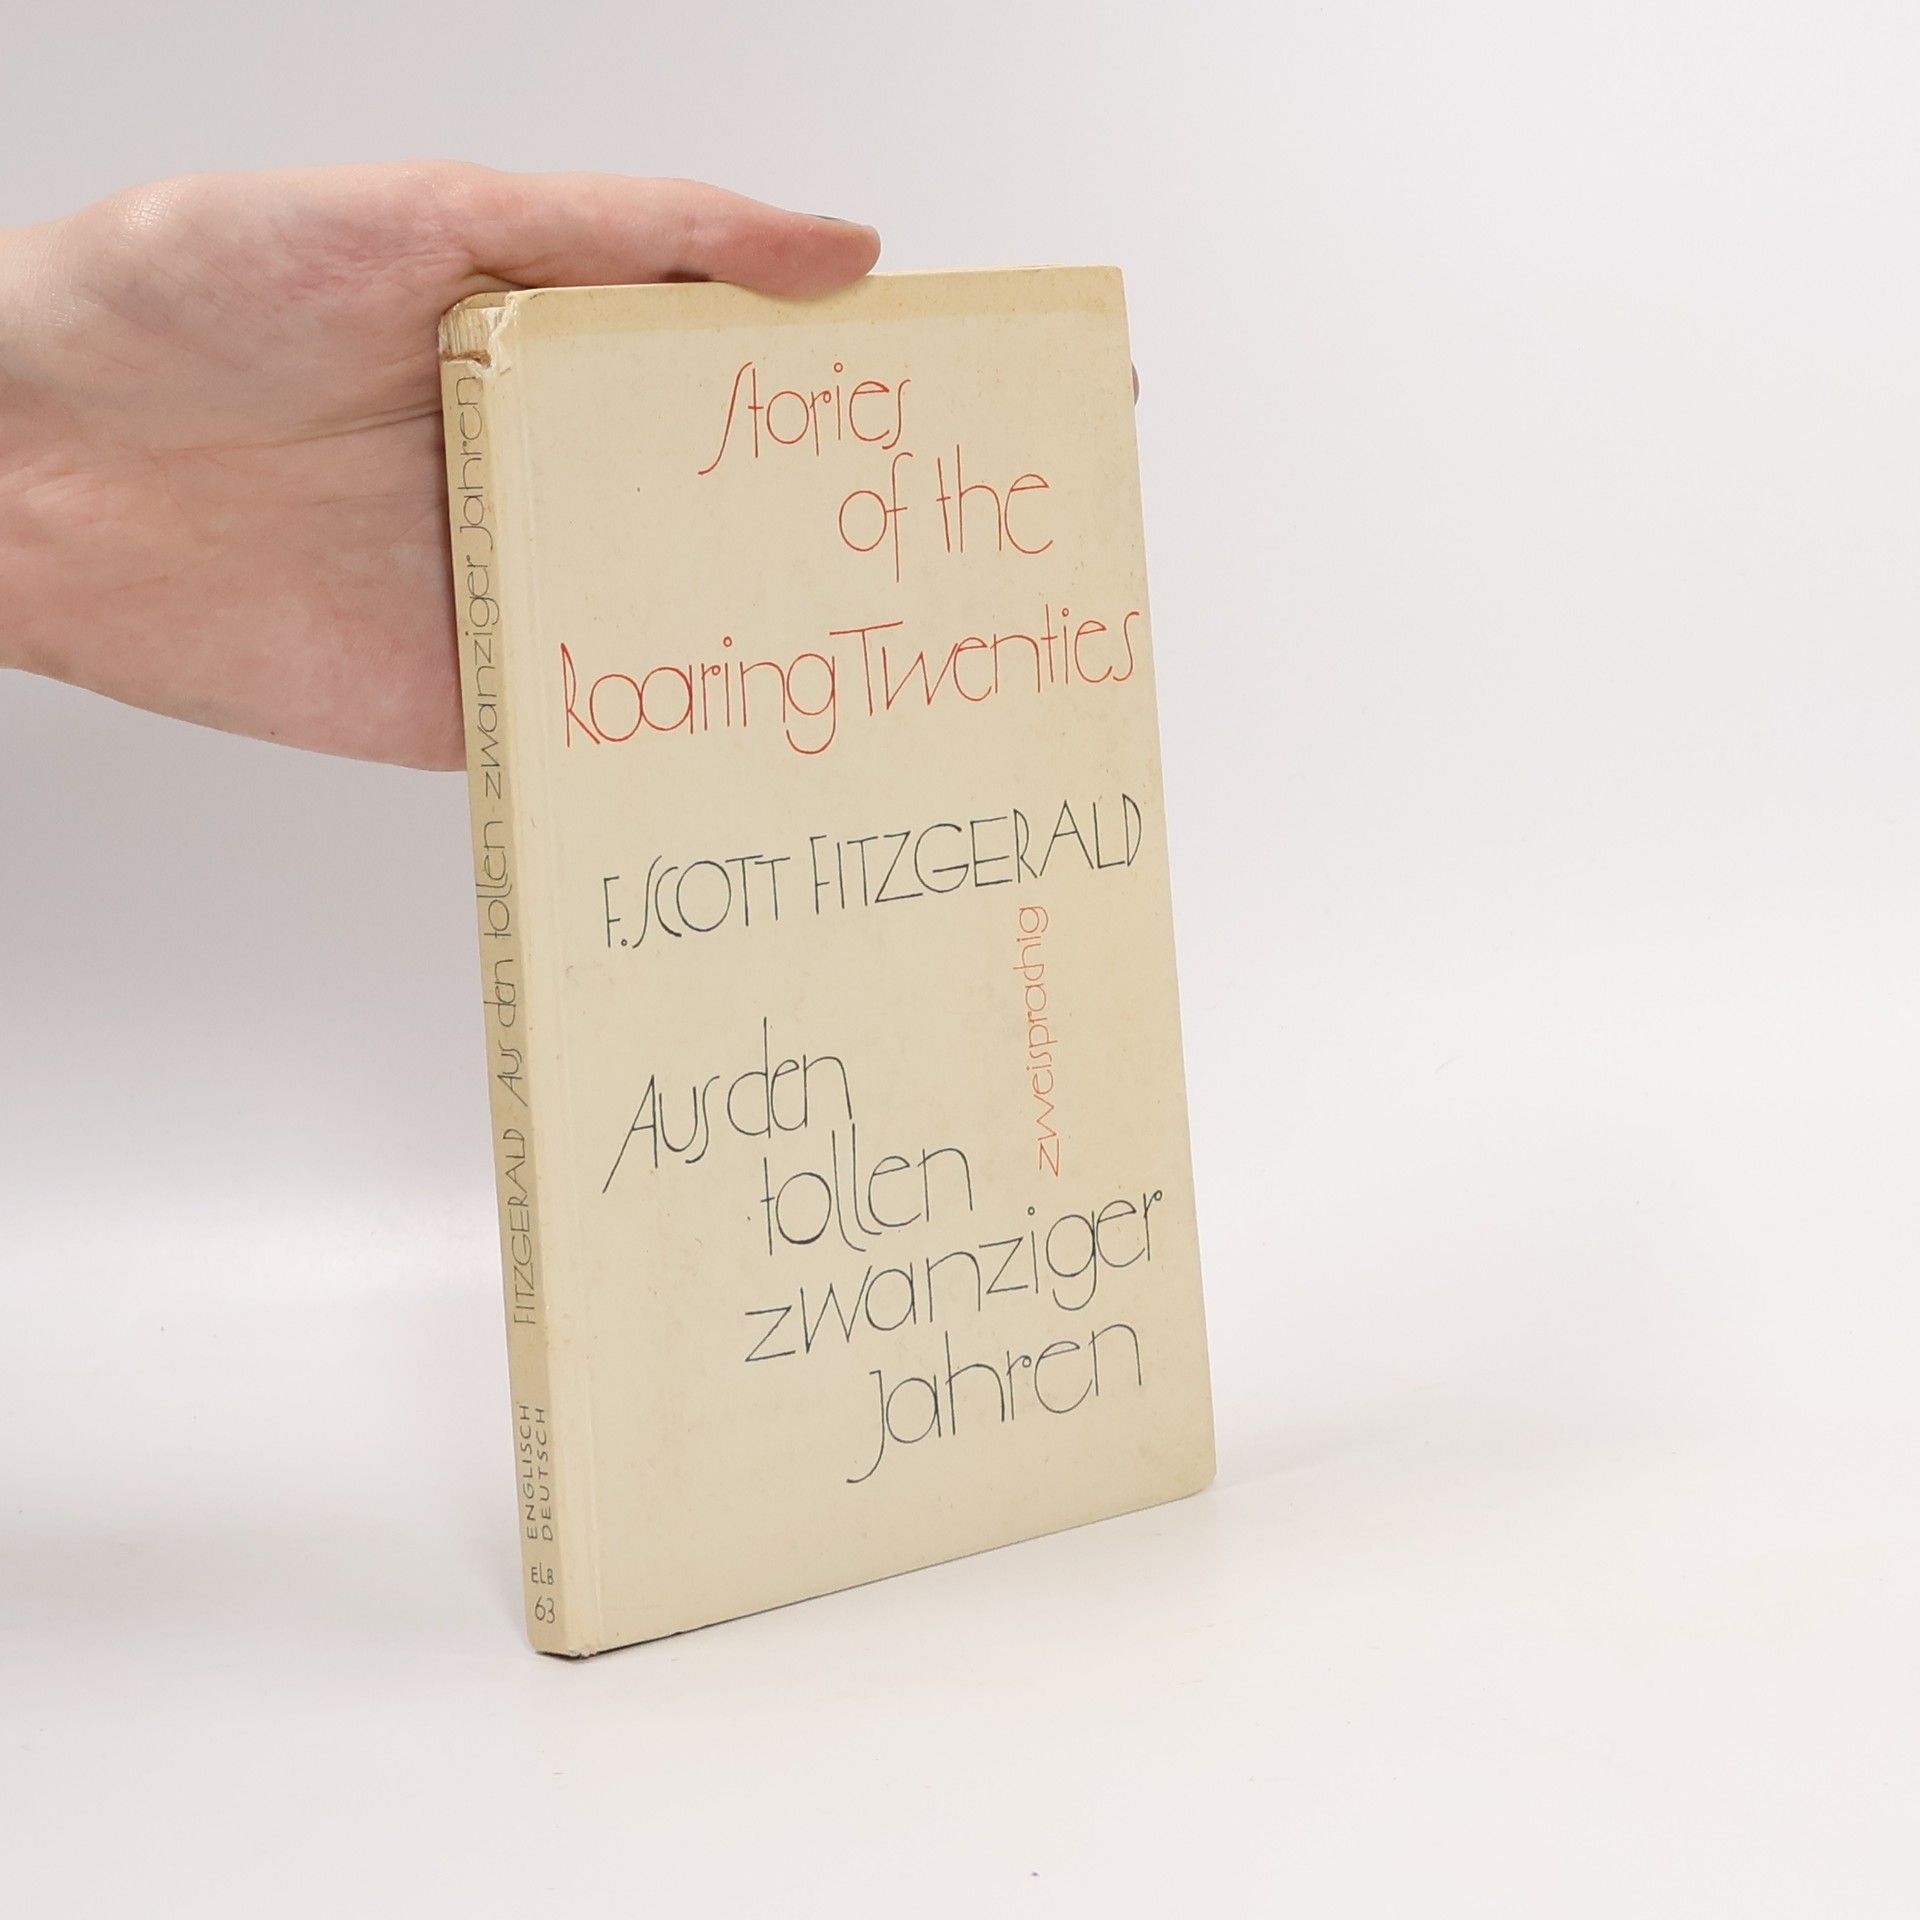 Stories
of the
Roaring Twenties
F. SCOTT FITZGERALD
zweisprachig
Aus den
tollen
zwanziger
Jahren
FITZGERALD Aus den tollen zwanziger Jahren
ENGLISCH
DEUTSCH
ELB
63